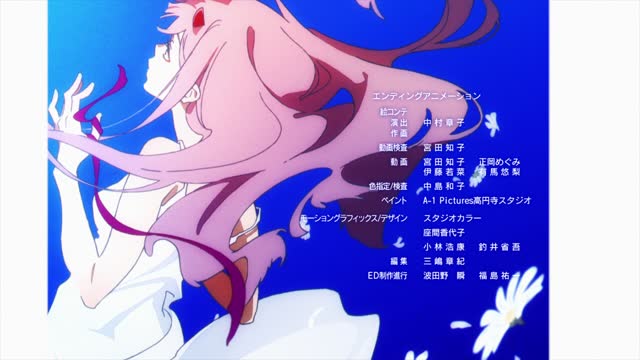 エンディングアニメーション
絵コンテ
演出 中村章子
作画
動画検査 宮田知子
動画 宮田知子 正岡めぐみ
伊藤若菜 有馬悠梨
色指定/検査 中島和子
ペイント A-1 Pictures高円寺スタジオ
モーショングラフィックス/デザイン スタジオカラー
座間香代子
小林浩康 釣井省吾
編集 三嶋章紀
ED制作進行 波田野 瞬 福島祐一